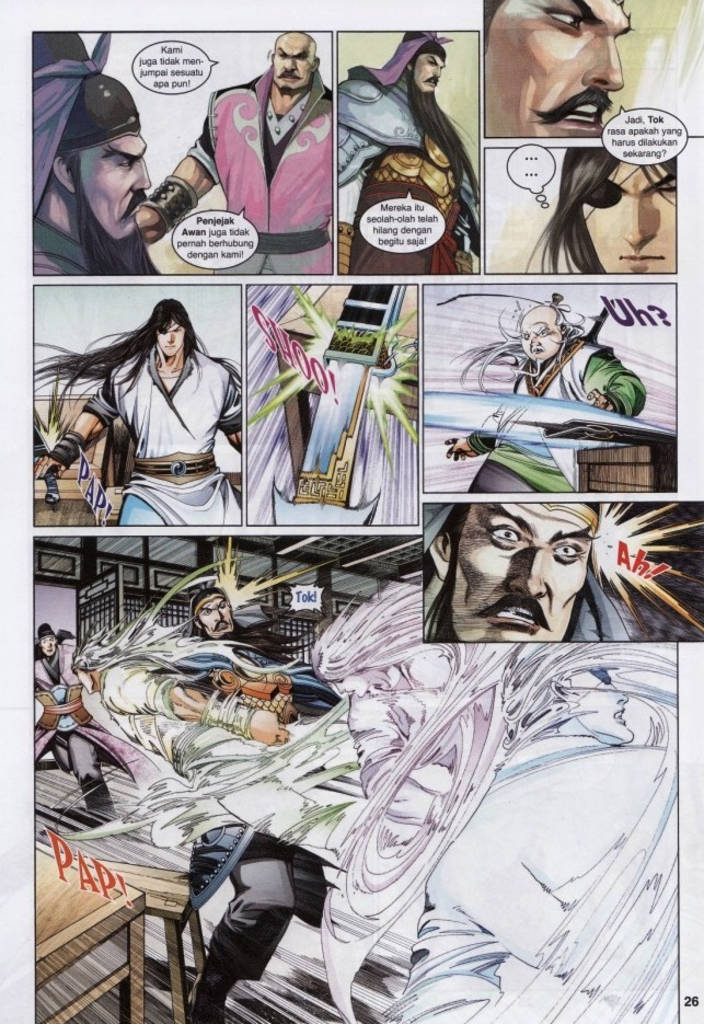 Kami
juga tidak men-
jumpai sesuatu
apa pun!
Penjejak
Awan juga tidak
pernah berhubung
dengan kami!
Mereka itu
seolah-olah telah
hilang dengan
begitu saja!
Jadi, Tok
rasa apakah yang
harus dilakukan
sekarang?
...
...
PAP!
SHOOO!
Uh?
Ah!
Tok!
PAP!
26